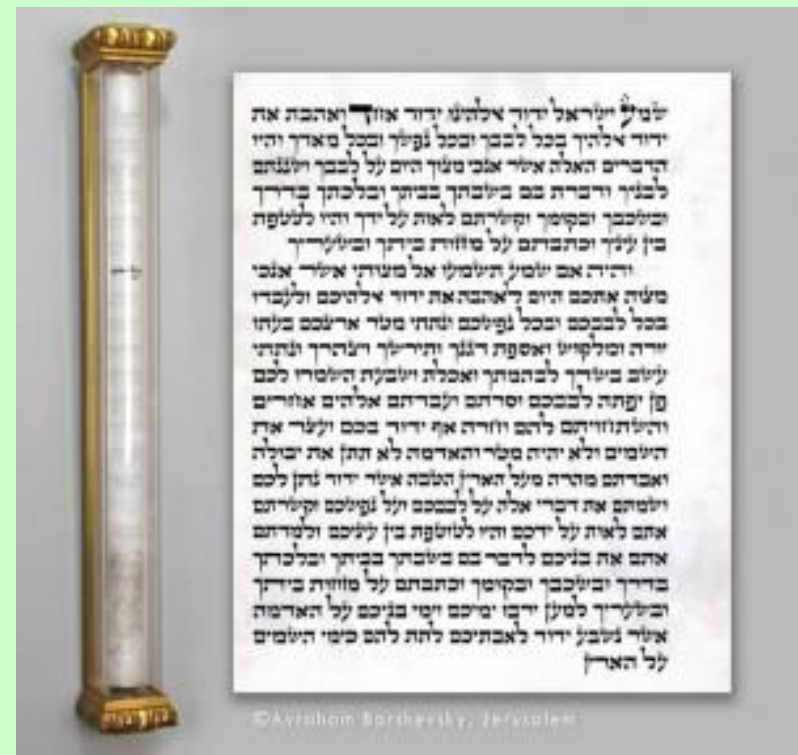 שמע ישראל ידוד אלהינו ידוד אחד ואהבת את
ידוד אלהיך בכל לבבך ובכל נפשך ובכל מאדך והיו
הדברים האלה אשר אנכי מצוך היום על לבבך ושננתם
לבניך ודברת בם בשבתך בביתך ובלכתך בדרך
ובשכבך ובקומך וקשרתם לאות על ידך והיו לטטפת
בין עיניך וכתבתם על מזזות ביתך ובשעריך
והיה אם שמע תשמעו אל מצותי אשר אנכי
מצוה אתכם היום לאהבה את ידוד אלהיכם ולעבדו
בכל לבבכם ובכל נפשכם ונתתי מטר ארצכם בעתו
יורה ומלקוש ואספת דגנך ותירשך ויצהרך ונתתי
עשב בשדך לבהמתך ואכלת ושבעת השמרו לכם
פן יפתה לבבכם וסרתם ועבדתם אלהים אחרים
והשתחויתם להם וחרה אף ידוד בכם ועצר את
השמים ולא יהיה מטר והאדמה לא תתן את יבולה
ואבדתם מהרה מעל הארץ הטבה אשר ידוד נתן לכם
ושמתם את דברי אלה על לבבכם ועל נפשכם וקשרתם
אתם לאות על ידכם והיו לטוטפת בין עיניכם ולמדתם
אתם את בניכם לדבר בם בשבתך בביתך ובלכתך
בדרך ובשכבך ובקומך וכתבתם על מזוזות ביתך
ובשעריך למען ירבו ימיכם וימי בניכם על האדמה
אשר נשבע ידוד לאבתיכם לתת להם כימי השמים
על הארץ
©Avraham Borshevsky, Jerusalem